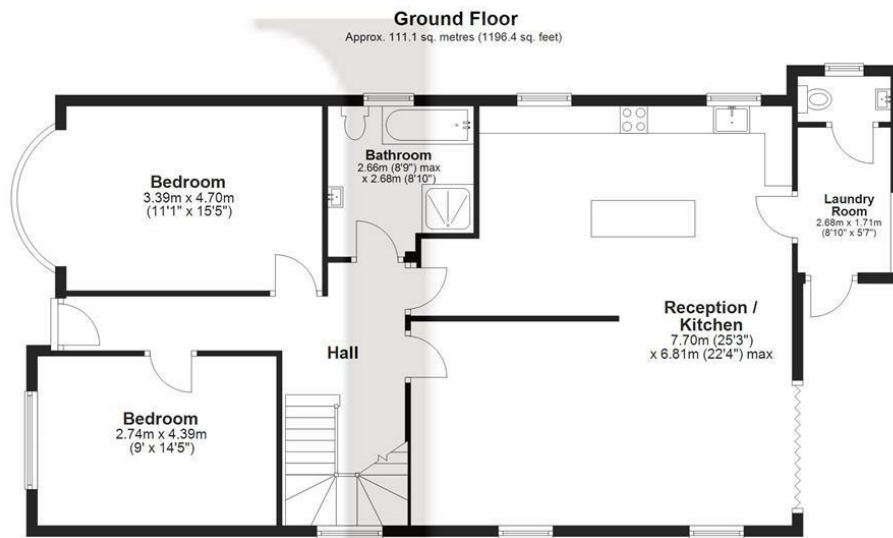 Ground Floor
Approx. 111.1 sq. metres (1196.4 sq. feet)
Bedroom
3.39m x 4.70m
(11'1" x 15'5")
Bathroom
2.66m (8'9") max
x 2.68m (8'10")
Laundry
Room
2.68m x 1.71m
(8'10" x 5'7")
Reception /
Kitchen
7.70m (25'3")
x 6.81m (22'4") max
Hall
Bedroom
2.74m x 4.39m
(9' x 14'5")